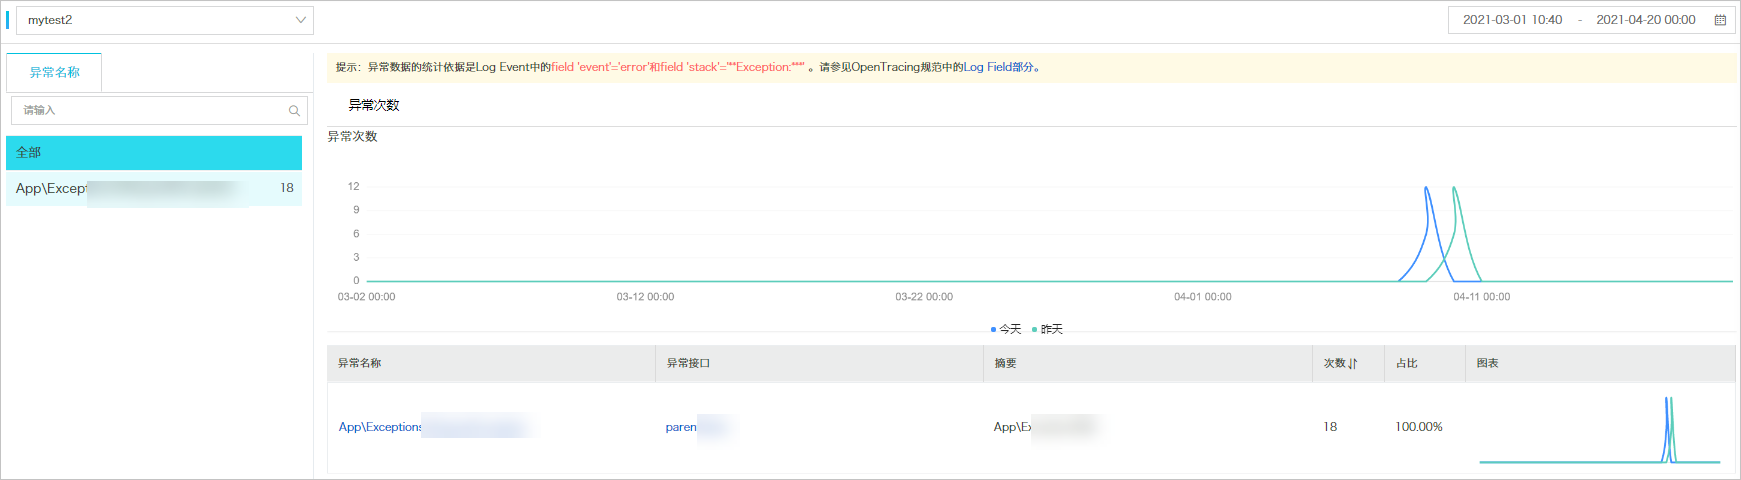 mytest2
2021-03-01 10:40 - 2021-04-20 00:00
异常名称
请输入
全部
App\Except 18
提示：异常数据的统计依据是Log Event中的field 'event'='error'和field 'stack'='**Exception:***' 。请参见OpenTracing规范中的Log Field部分。
异常次数
异常次数
12
9
6
3
0
03-02 00:00 03-12 00:00 03-22 00:00 04-01 00:00 04-11 00:00
今天 昨天
异常名称 异常接口 摘要 次数 占比 图表
App\Exceptions paren App\Ex 18 100.00%